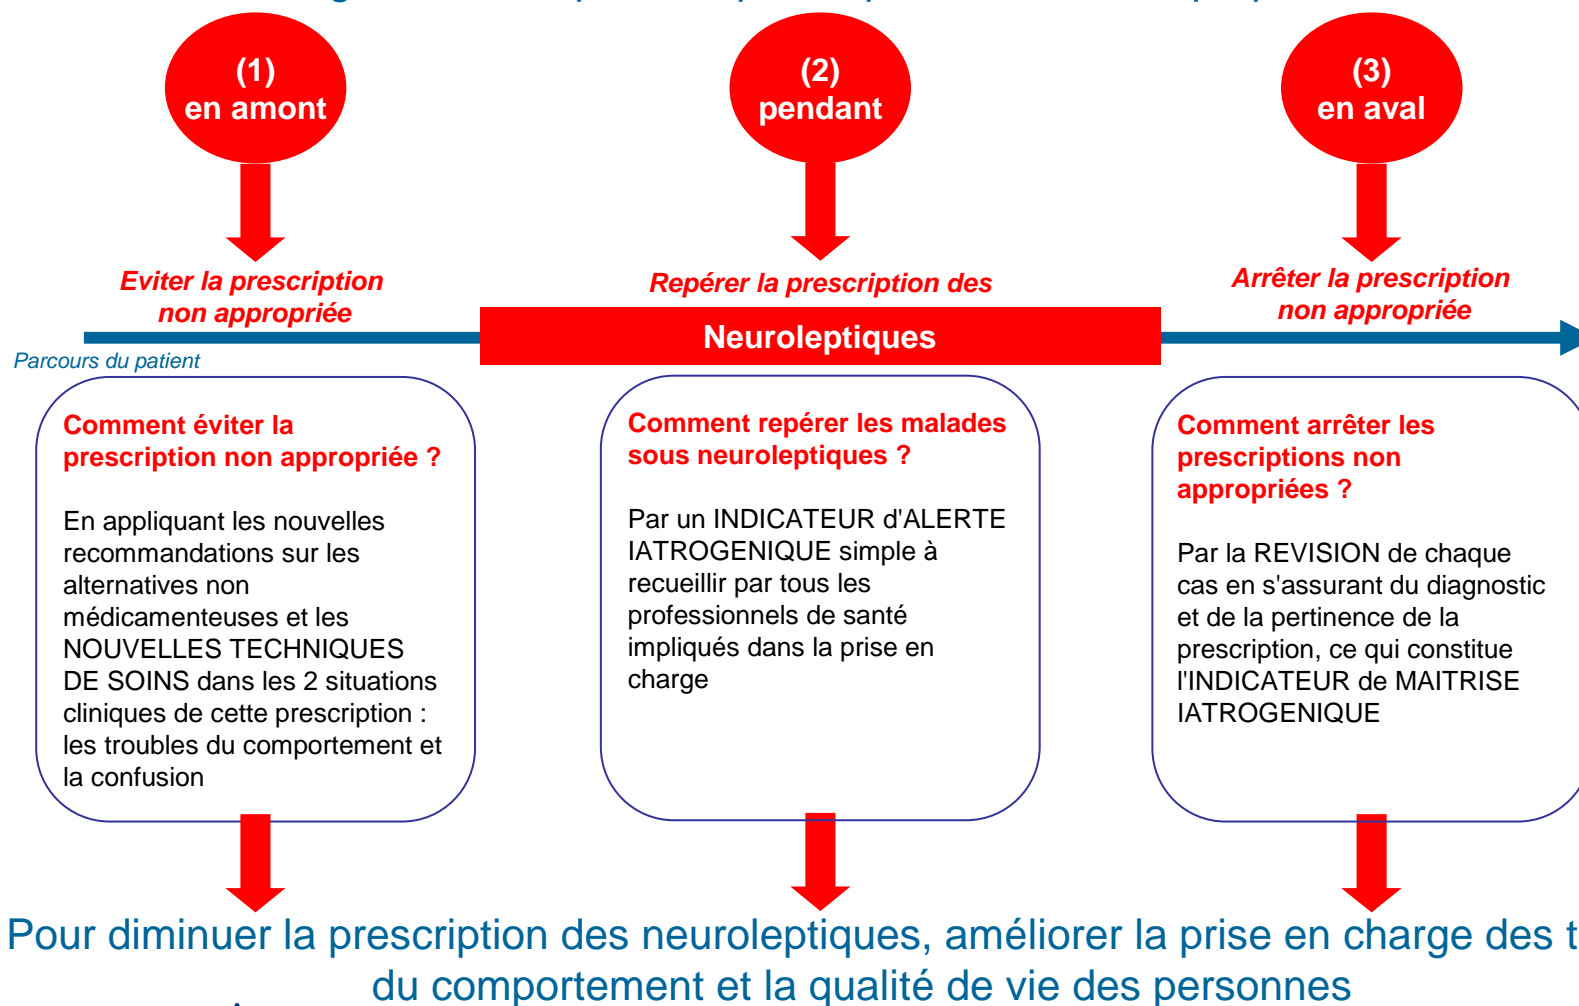 (1)
en amont
(2)
pendant
(3)
en aval
Eviter la prescription
non appropriée
Repérer la prescription des
Arrêter la prescription
non appropriée
Neuroleptiques
Parcours du patient
Comment éviter la
prescription non appropriée ?
En appliquant les nouvelles
recommandations sur les
alternatives non
médicamenteuses et les
NOUVELLES TECHNIQUES
DE SOINS dans les 2 situations
cliniques de cette prescription :
les troubles du comportement et
la confusion
Comment repérer les malades
sous neuroleptiques ?
Par un INDICATEUR d'ALERTE
IATROGENIQUE simple à
recueillir par tous les
professionnels de santé
impliqués dans la prise en
charge
Comment arrêter les
prescriptions non
appropriées ?
Par la REVISION de chaque
cas en s'assurant du diagnostic
et de la pertinence de la
prescription, ce qui constitue
l'INDICATEUR de MAITRISE
IATROGENIQUE
Pour diminuer la prescription des neuroleptiques, améliorer la prise en charge des t
du comportement et la qualité de vie des personnes